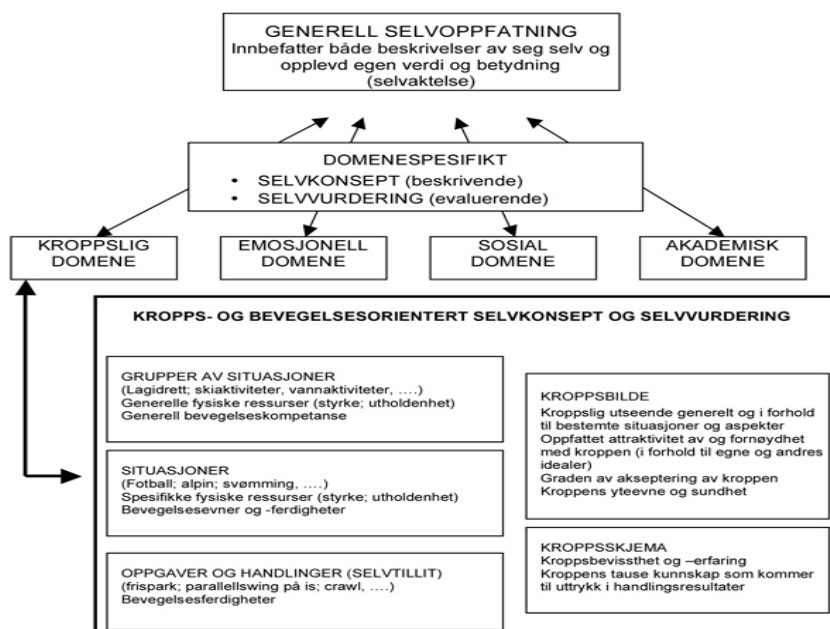 GENERELL SELVOPPFATNING
Innbefatter både beskrivelser av seg selv og
opplevd egen verdi og betydning
(selvaktelse)
DOMENESPESIFIKT
• SELVKONSEPT (beskrivende)
• SELVVURDERING (evaluerende)
KROPPSLIG
DOMENE
EMOSJONELL
DOMENE
SOSIAL
DOMENE
AKADEMISK
DOMENE
KROPPS- OG BEVEGELSESORIENTERT SELVKONSEPT OG SELVVURDERING
GRUPPER AV SITUASJONER
(Lagidrett; skiaktiviteter, vannaktiviteter, ….)
Generelle fysiske ressurser (styrke; utholdenhet)
Generell bevegelseskompetanse
SITUASJONER
(Fotball; alpin; svømming, ….)
Spesifikke fysiske ressurser (styrke; utholdenhet)
Bevegelsesevner og -ferdigheter
OPPGAVER OG HANDLINGER (SELVTILLIT)
(frispark; parallellswing på is; crawl, ….)
Bevegelsesferdigheter
KROPPSBILDE
Kroppslig utseende generelt og i forhold
til bestemte situasjoner og aspekter
Oppfattet attraktivitet av og fornøydhet
med kroppen (i forhold til egne og andres
idealer)
Graden av akseptering av kroppen
Kroppens yteevne og sundhet
KROPPSSKJEMA
Kroppsbevissthet og –erfaring
Kroppens tause kunnskap som kommer
til uttrykk i handlingsresultater